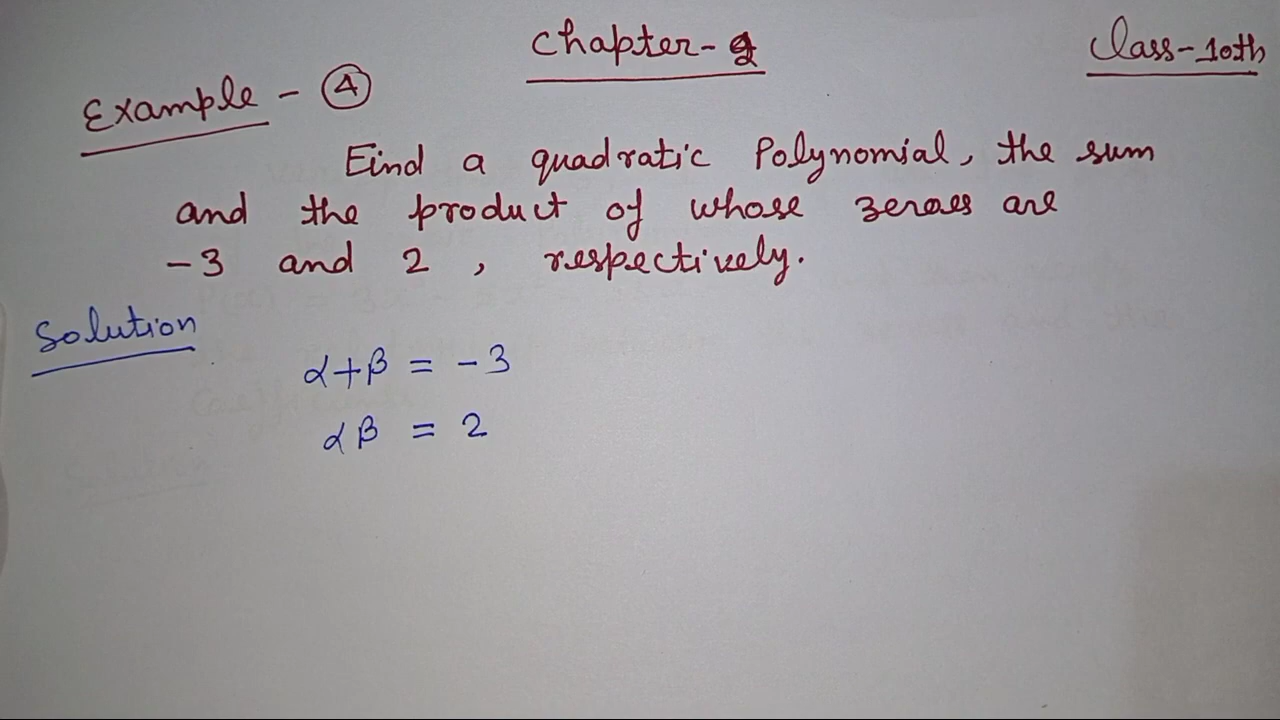 Chapter-2
Class-10th
Example - ④
Find a quadratic Polynomial, the sum
and the product of whose zeroes are
-3 and 2, respectively.
Solution
α+β = -3
αβ = 2